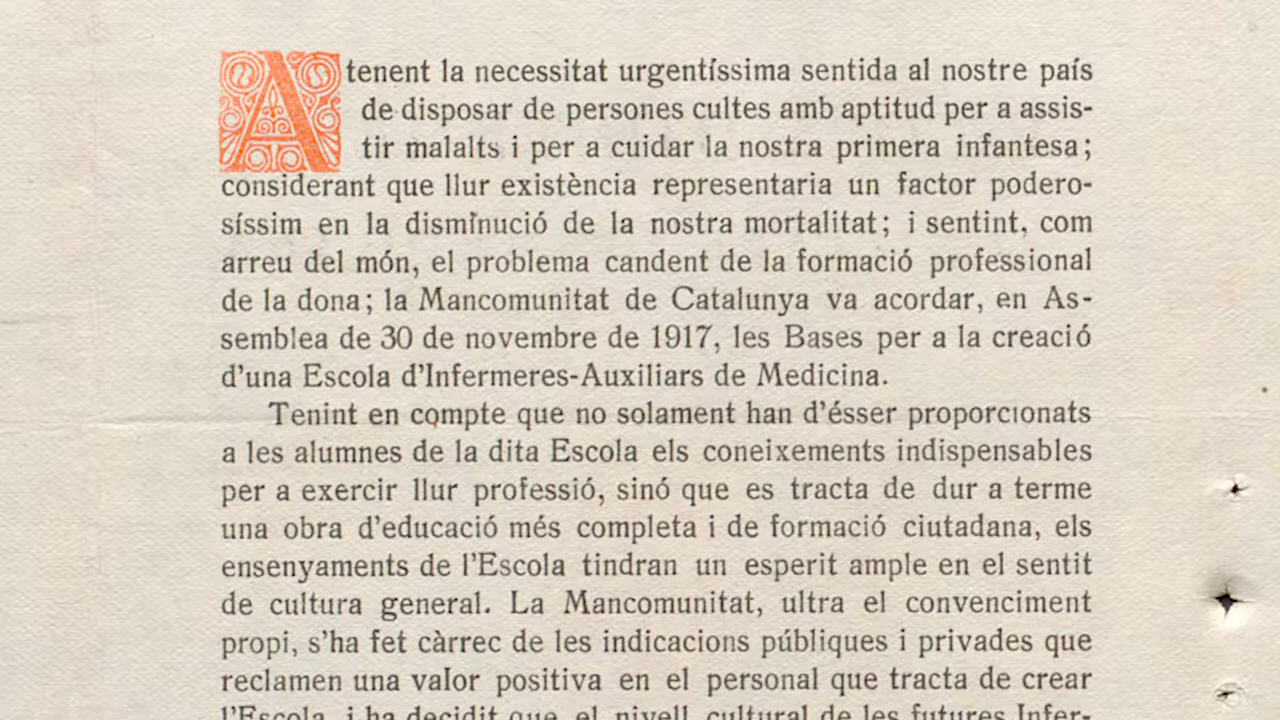 Atenent la necessitat urgentíssima sentida al nostre país
de disposar de persones cultes amb aptitud per a assis-
tir malalts i per a cuidar la nostra primera infantesa;
considerant que llur existència representaria un factor podero-
síssim en la disminució de la nostra mortalitat; i sentint, com
arreu del món, el problema candent de la formació professional
de la dona; la Mancomunitat de Catalunya va acordar, en As-
semblea de 30 de novembre de 1917, les Bases per a la creació
d'una Escola d'Infermeres-Auxiliars de Medicina.
Tenint en compte que no solament han d'ésser proporcionats
a les alumnes de la dita Escola els coneixements indispensables
per a exercir llur professió, sinó que es tracta de dur a terme
una obra d'educació més completa i de formació ciutadana, els
ensenyaments de l'Escola tindran un esperit ample en el sentit
de cultura general. La Mancomunitat, ultra el convenciment
propi, s'ha fet càrrec de les indicacions públiques i privades que
reclamen una valor positiva en el personal que tracta de crear
l'Escola, i ha decidit que el nivell cultural de les futures Infer-